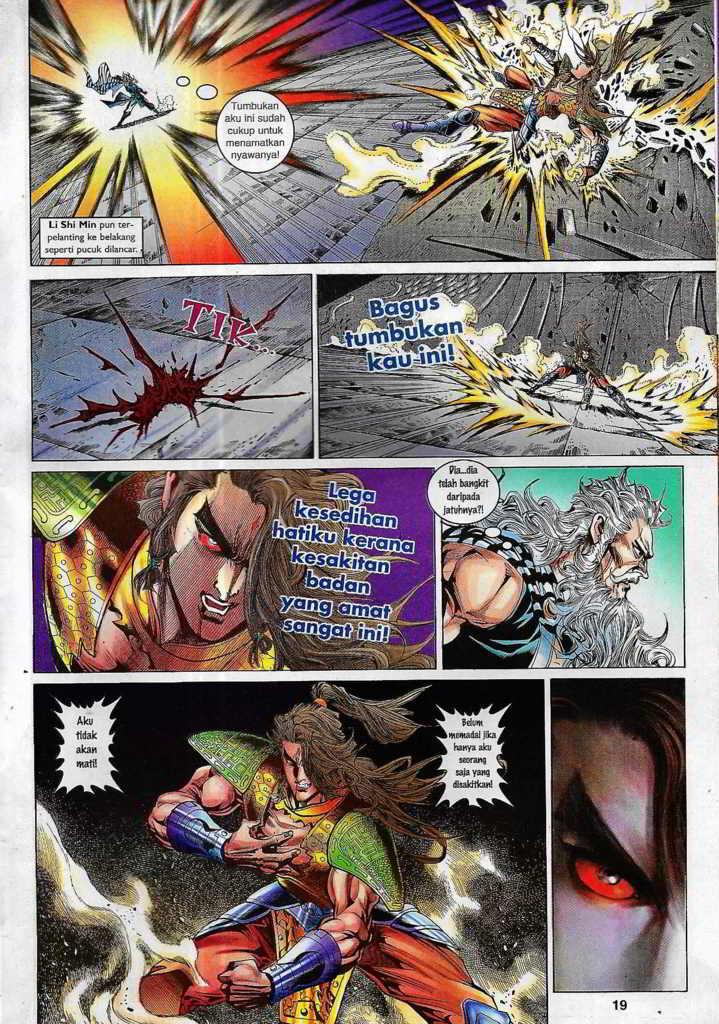 Tumbukan
aku ini sudah
cukup untuk
menamatkan
nyawanya!
Li Shi Min pun ter-
pelanting ke belakang
seperti pucuk dilancar.
TIK...
Bagus
tumbukan
kau ini!
Lega
kesedihan
hatiku kerana
kesakitan
badan
yang amat
sangat ini!
Dia...dia
telah bangkit
daripada
jatuhnya?!
Aku
tidak
akan
mati!
Belum
memadai jika
hanya aku
seorang
saja yang
disakitkan!
19